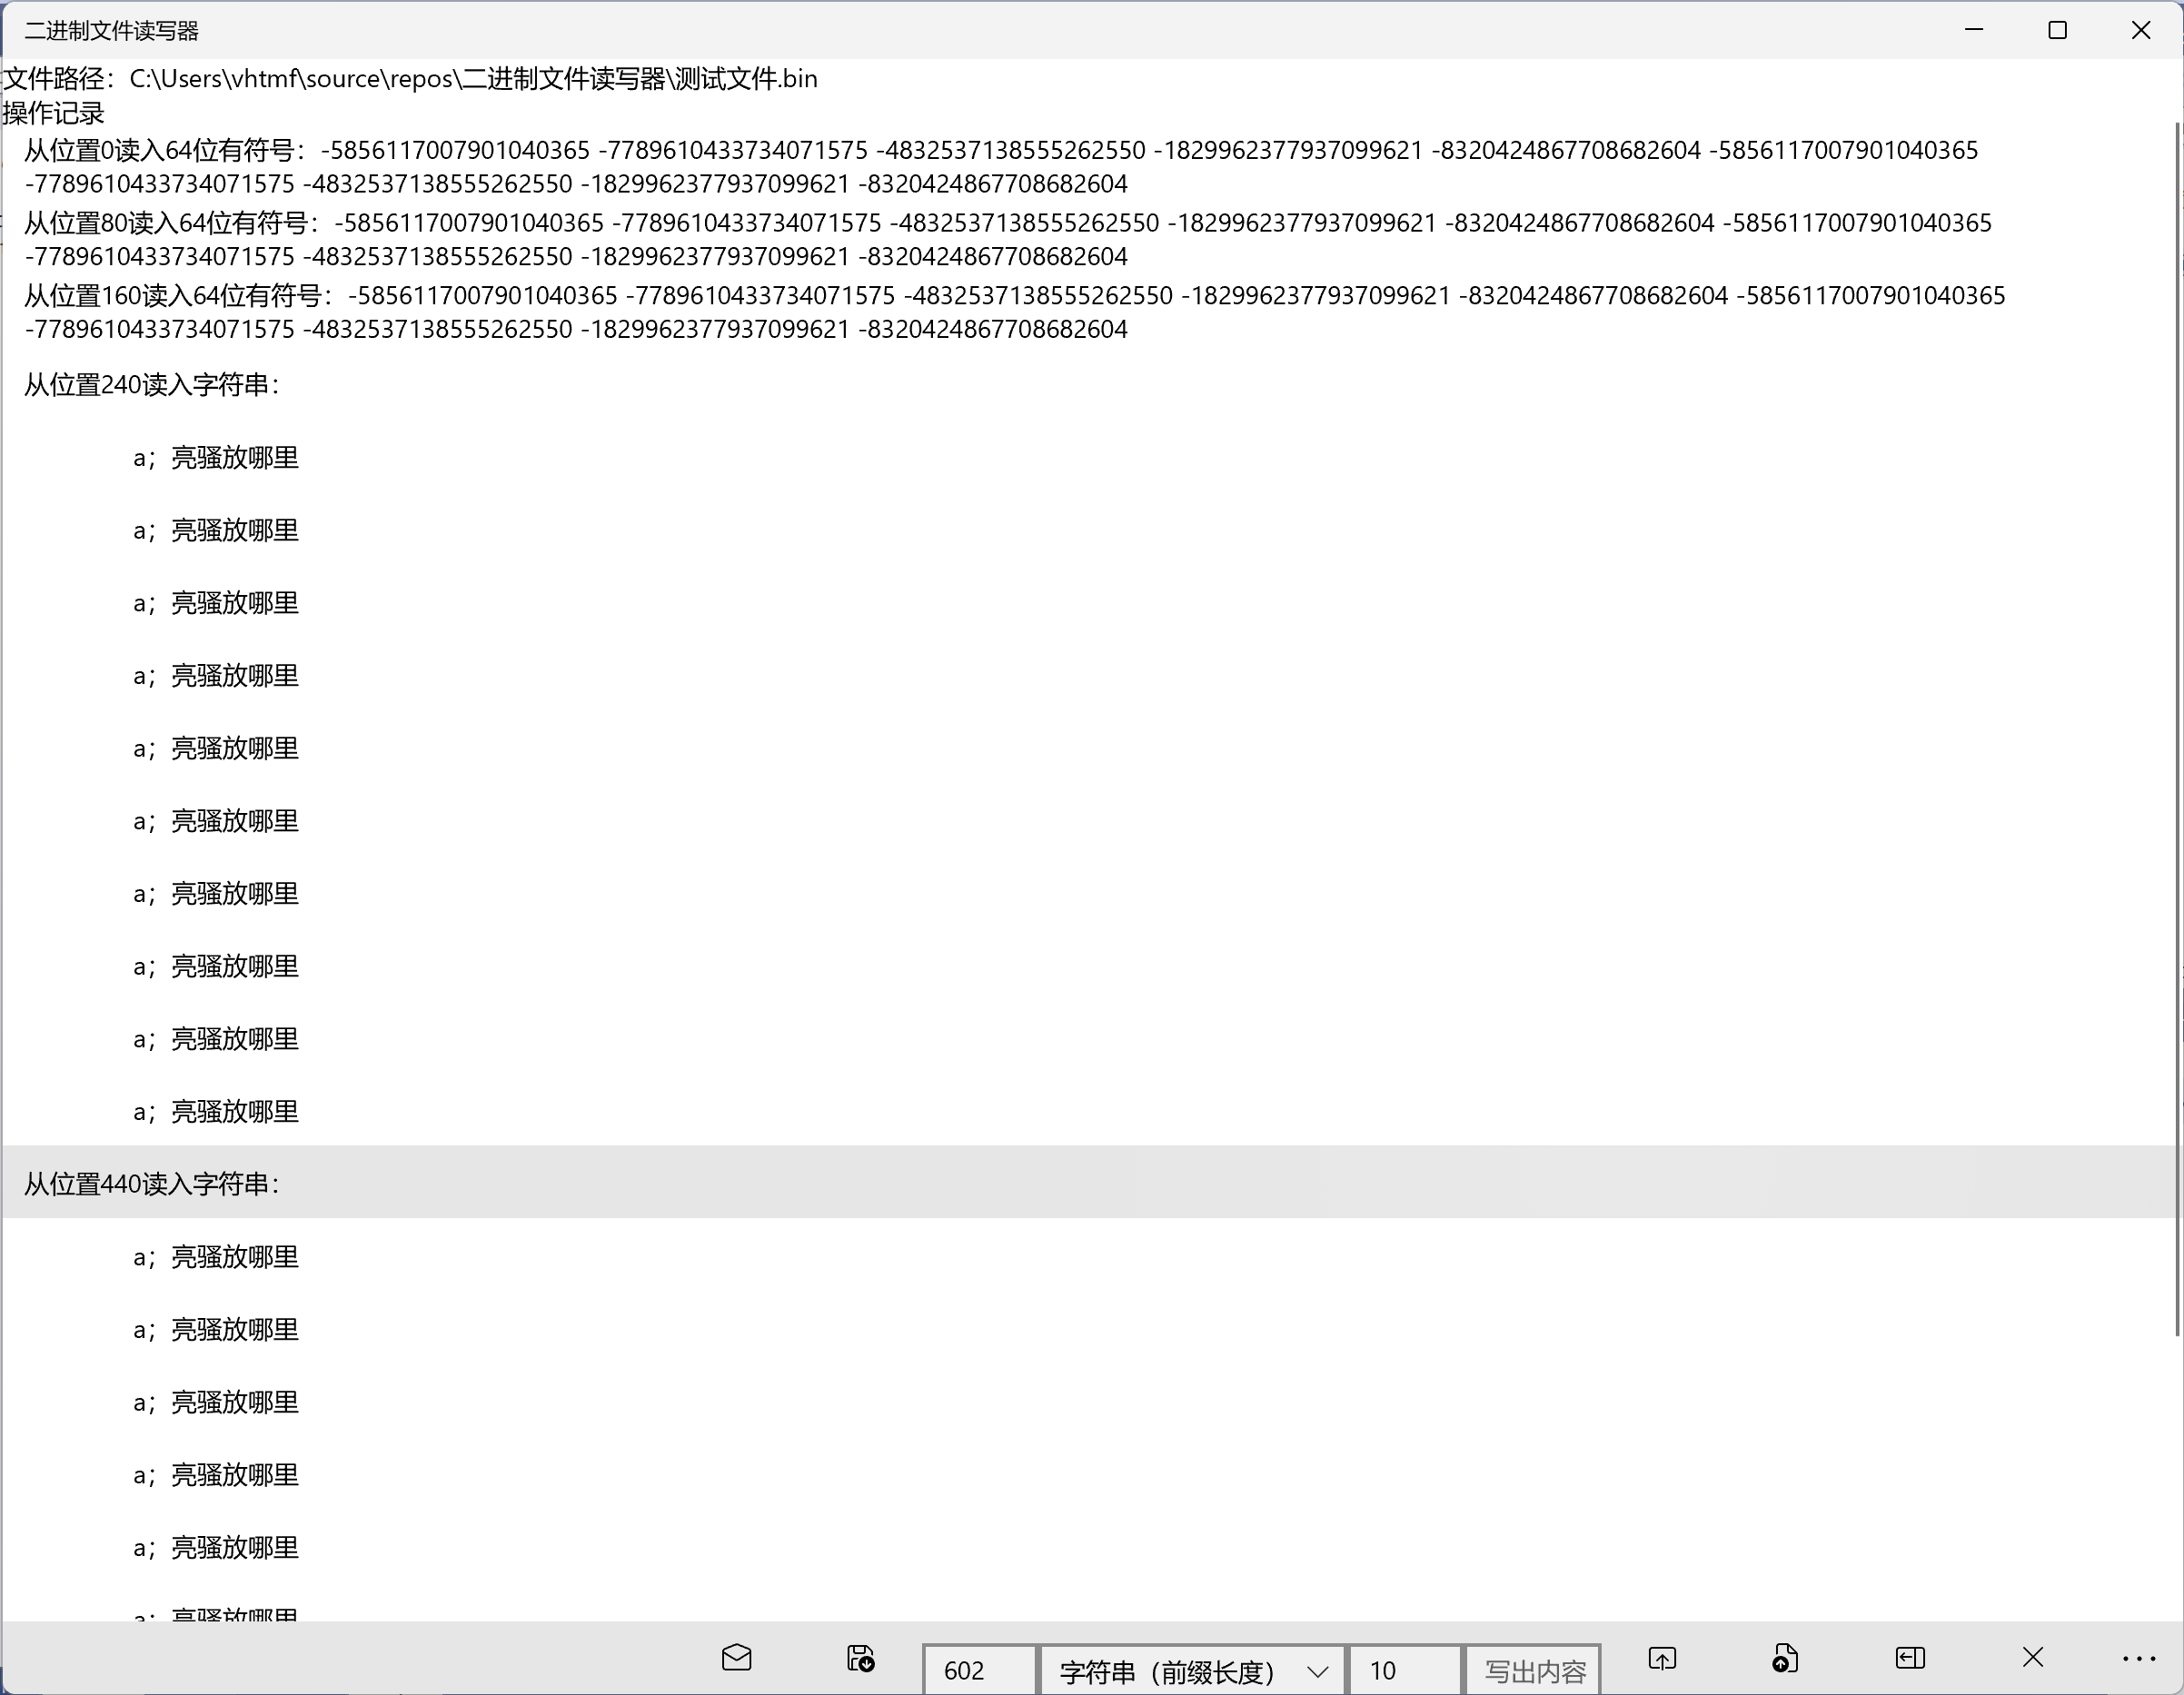 二进制文件读写器
文件路径：C:\Users\vhtmf\source\repos\二进制文件读写器\测试文件.bin
操作记录
从位置0读入64位有符号：-5856117007901040365 -7789610433734071575 -4832537138555262550 -1829962377937099621 -8320424867708682604 -5856117007901040365
-7789610433734071575 -4832537138555262550 -1829962377937099621 -8320424867708682604
从位置80读入64位有符号：-5856117007901040365 -7789610433734071575 -4832537138555262550 -1829962377937099621 -8320424867708682604 -5856117007901040365
-7789610433734071575 -4832537138555262550 -1829962377937099621 -8320424867708682604
从位置160读入64位有符号：-5856117007901040365 -7789610433734071575 -4832537138555262550 -1829962377937099621 -8320424867708682604 -5856117007901040365
-7789610433734071575 -4832537138555262550 -1829962377937099621 -8320424867708682604
从位置240读入字符串：
a；亮骚放哪里
a；亮骚放哪里
a；亮骚放哪里
a；亮骚放哪里
a；亮骚放哪里
a；亮骚放哪里
a；亮骚放哪里
a；亮骚放哪里
a；亮骚放哪里
a；亮骚放哪里
从位置440读入字符串：
a；亮骚放哪里
a；亮骚放哪里
a；亮骚放哪里
a；亮骚放哪里
a；亮骚放哪里
a；亮骚放哪里
602 字符串（前缀长度） 10 写出内容